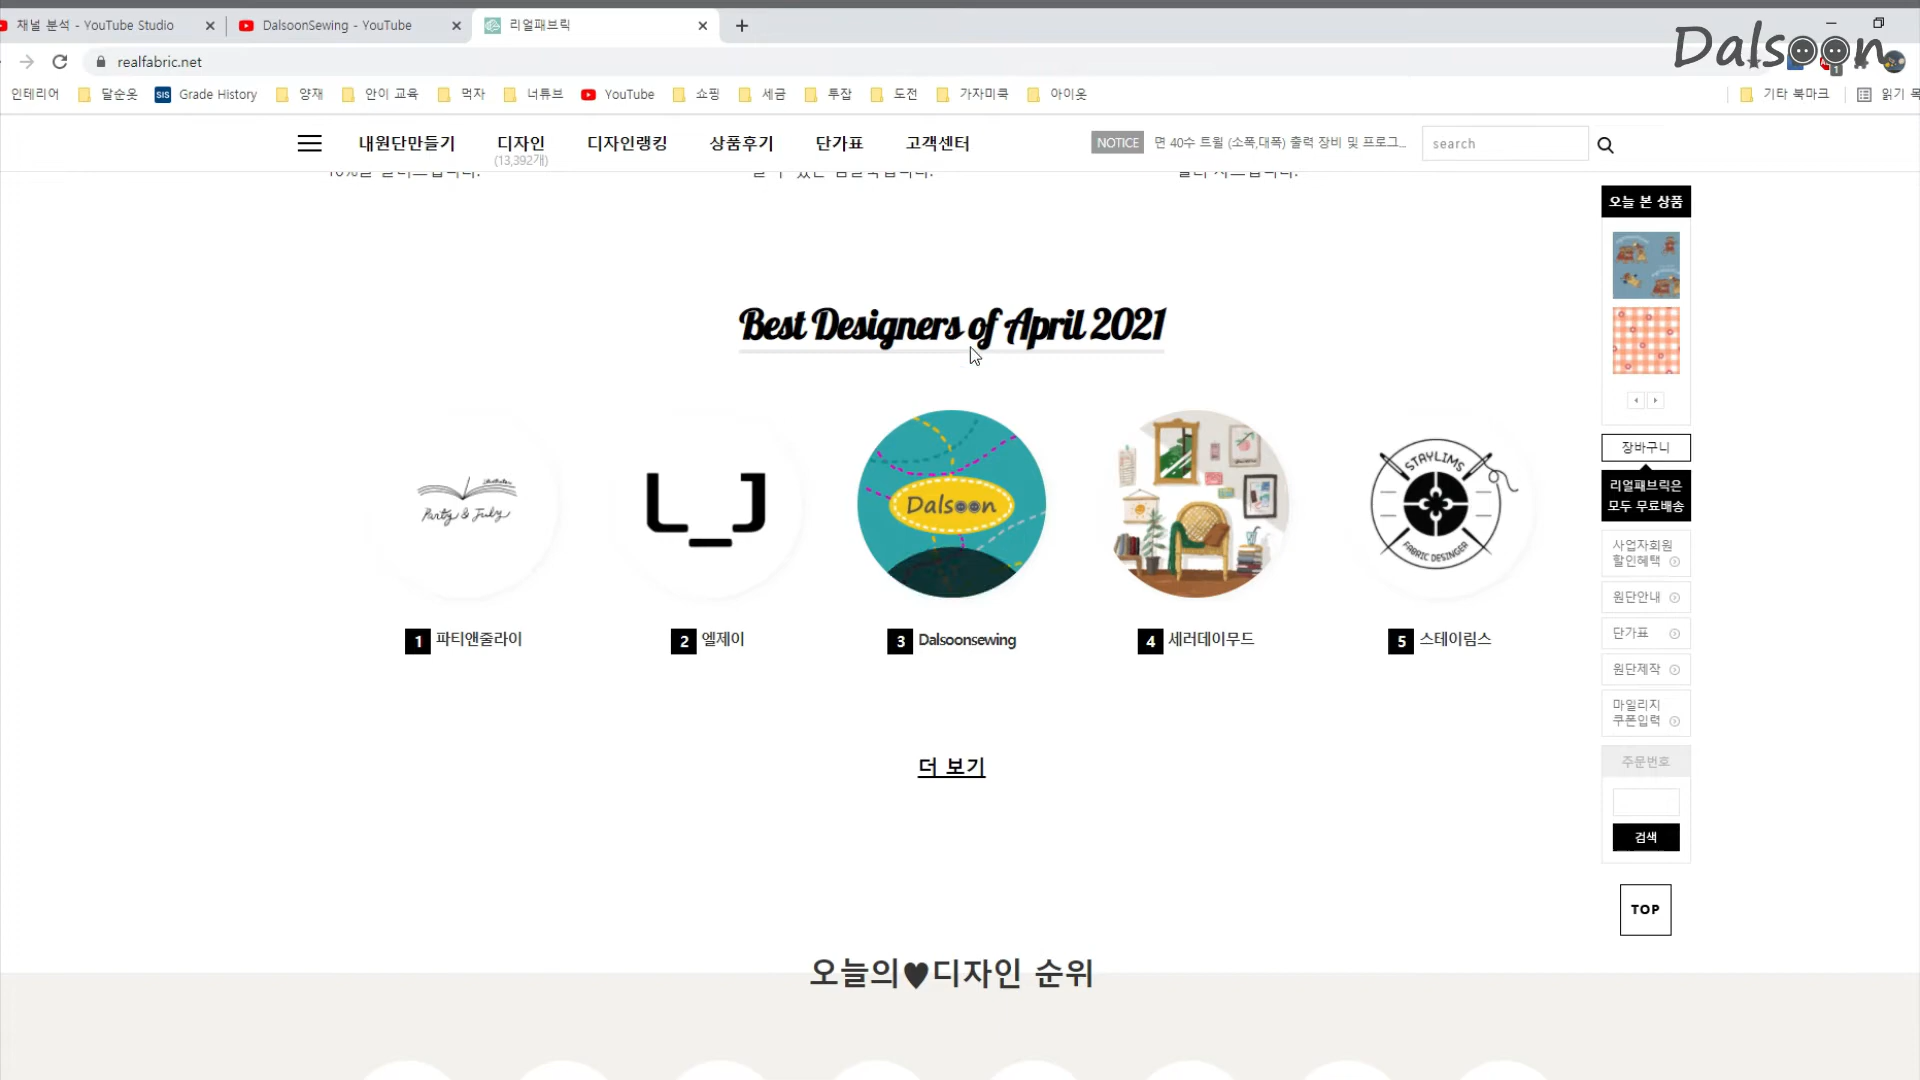 채널 분석 - YouTube Studio
DalsoonSewing - YouTube
리얼패브릭
Dalsoon
realfabric.net
인테리어
달순옷
SIS Grade History
양재
안이 교육
먹자
너튜브
YouTube
쇼핑
세금
투잡
도전
가자미국
아이옷
기타 북마크
내원단만들기
디자인
(13,392개)
디자인랭킹
상품후기
단가표
고객센터
NOTICE
면 40수 트윌 (소폭,대폭) 출력 장비 및 프로그...
search
오늘 본 상품
Best Designers of April 2021
Party & July
L_J
Dalsoon
STAYLIMS
FABRIC DESINGER
1 파티앤줄라이
2 엘제이
3 Dalsoonsewing
4 세러데이무드
5 스테이림스
더 보기
장바구니
리얼패브릭은
모두 무료배송
사업자회원
할인혜택
원단안내
단가표
원단제작
마일리지
쿠폰입력
주문번호
검색
TOP
오늘의♥디자인 순위